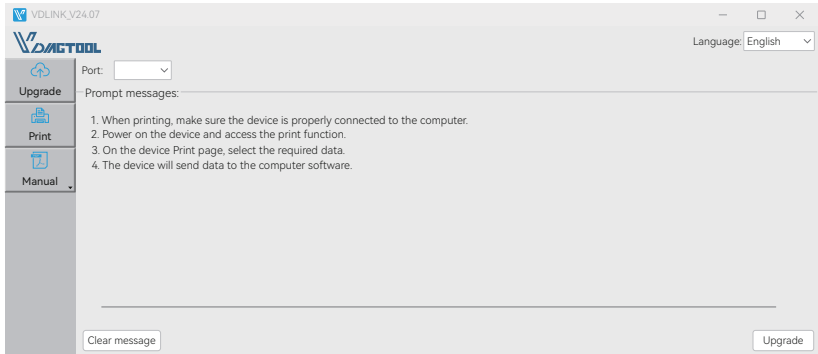 VDLINK_V24.07
VDIAGTOOL
Language: English
Upgrade
Print
Manual
Port:
Prompt messages:
1. When printing, make sure the device is properly connected to the computer.
2. Power on the device and access the print function.
3. On the device Print page, select the required data.
4. The device will send data to the computer software.
Clear message
Upgrade